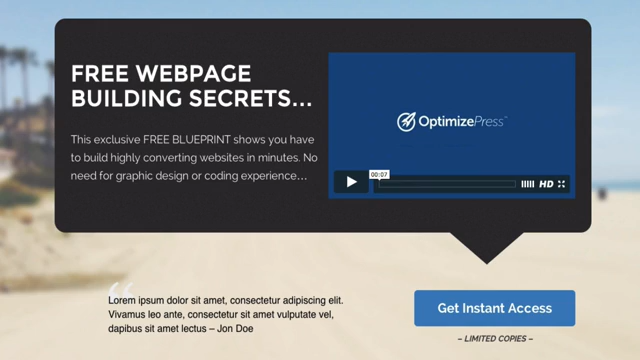 FREE WEBPAGE
BUILDING SECRETS...
This exclusive FREE BLUEPRINT shows you have
to build highly converting websites in minutes. No
need for graphic design or coding experience...
OptimizePress™
00:07
HD
“
Lorem ipsum dolor sit amet, consectetur adipiscing elit.
Vivamus leo ante, consectetur sit amet vulputate vel,
dapibus sit amet lectus – Jon Doe
Get Instant Access
– LIMITED COPIES –